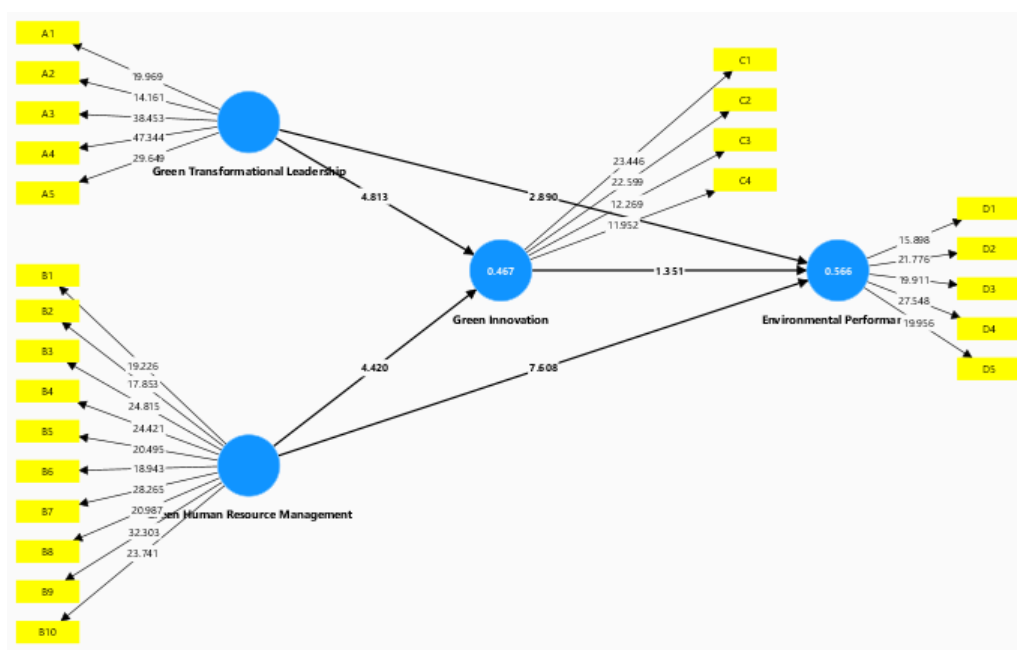 A1
A2
A3
A4
A5
19.969
14.161
38.453
47.344
29.649
Green Transformational Leadership
4.813
2.890
C1
C2
C3
C4
23.446
22.599
12.269
11.952
0.467
Green Innovation
1.351
0.566
Environmental Performan
D1
D2
D3
D4
D5
15.898
21.776
19.911
27.548
19.956
4.420
7.608
B1
B2
B3
B4
B5
B6
B7
B8
B9
B10
19.226
17.853
24.815
24.421
20.495
18.943
28.265
20.987
32.303
23.741
Human Resource Management